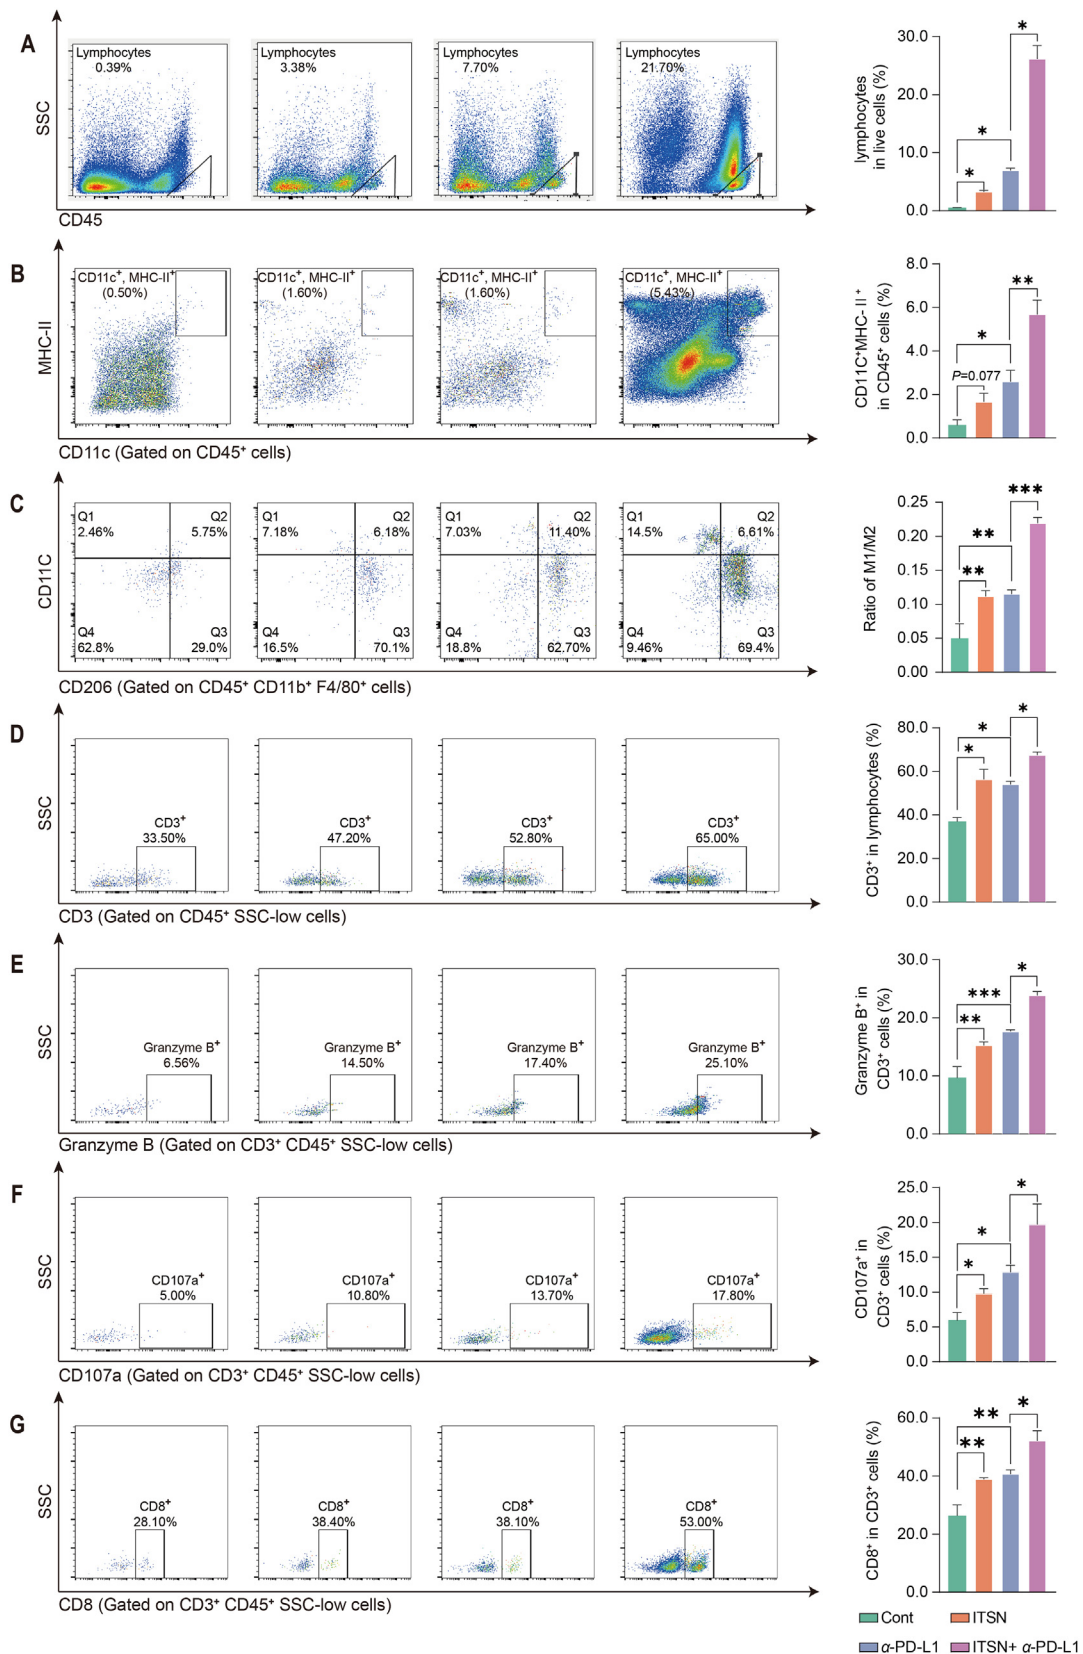 A
SSC
Lymphocytes
0.39%
Lymphocytes
3.38%
Lymphocytes
7.70%
Lymphocytes
21.70%
CD45
lymphocytes
in live cells (%)
30.0
20.0
10.0
0.0
*
*
*
B
MHC-II
CD11c⁺, MHC-II⁺
(0.50%)
CD11c⁺, MHC-II⁺
(1.60%)
CD11c⁺, MHC-II⁺
(1.60%)
CD11c⁺, MHC-II⁺
(5.43%)
CD11c (Gated on CD45⁺ cells)
CD11C⁺MHC- II ⁺
in CD45⁺ cells (%)
8.0
6.0
4.0
2.0
0.0
**
*
P=0.077
C
CD11C
Q1 Q2
2.46% 5.75%
Q4 Q3
62.8% 29.0%
Q1 Q2
7.18% 6.18%
Q4 Q3
16.5% 70.1%
Q1 Q2
7.03% 11.40%
Q4 Q3
18.8% 62.70%
Q1 Q2
14.5% 6.61%
Q4 Q3
9.46% 69.4%
CD206 (Gated on CD45⁺ CD11b⁺ F4/80⁺ cells)
Ratio of M1/M2
0.25
0.20
0.15
0.10
0.05
0.00
***
**
**
D
SSC
CD3⁺
33.50%
CD3⁺
47.20%
CD3⁺
52.80%
CD3⁺
65.00%
CD3 (Gated on CD45⁺ SSC-low cells)
CD3⁺ in lymphocytes (%)
80.0
60.0
40.0
20.0
0.0
*
*
*
E
SSC
Granzyme B⁺
6.56%
Granzyme B⁺
14.50%
Granzyme B⁺
17.40%
Granzyme B⁺
25.10%
Granzyme B (Gated on CD3⁺ CD45⁺ SSC-low cells)
Granzyme B⁺ in
CD3⁺ cells (%)
30.0
20.0
10.0
0.0
*
***
**
F
SSC
CD107a⁺
5.00%
CD107a⁺
10.80%
CD107a⁺
13.70%
CD107a⁺
17.80%
CD107a (Gated on CD3⁺ CD45⁺ SSC-low cells)
CD107a⁺ in
CD3⁺ cells (%)
25.0
20.0
15.0
10.0
5.0
0.0
*
*
*
G
SSC
CD8⁺
28.10%
CD8⁺
38.40%
CD8⁺
38.10%
CD8⁺
53.00%
CD8 (Gated on CD3⁺ CD45⁺ SSC-low cells)
CD8⁺ in CD3⁺ cells (%)
60.0
40.0
20.0
0.0
*
**
**
Cont ITSN
α-PD-L1 ITSN+ α-PD-L1